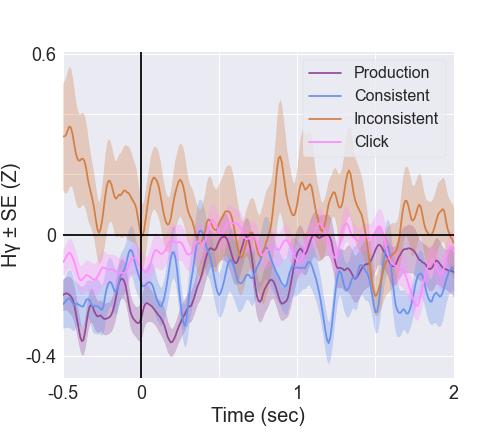 0.6
0
-0.4
Hγ ± SE (Z)
Production
Consistent
Inconsistent
Click
-0.5 0 1 2
Time (sec)